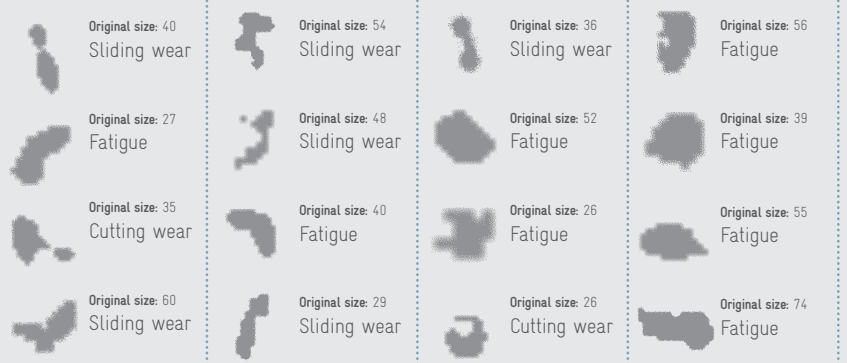 Original size: 40
Sliding wear
Original size: 27
Fatigue
Original size: 35
Cutting wear
Original size: 60
Sliding wear
Original size: 54
Sliding wear
Original size: 48
Sliding wear
Original size: 40
Fatigue
Original size: 29
Sliding wear
Original size: 36
Sliding wear
Original size: 52
Fatigue
Original size: 26
Fatigue
Original size: 26
Cutting wear
Original size: 56
Fatigue
Original size: 39
Fatigue
Original size: 55
Fatigue
Original size: 74
Fatigue